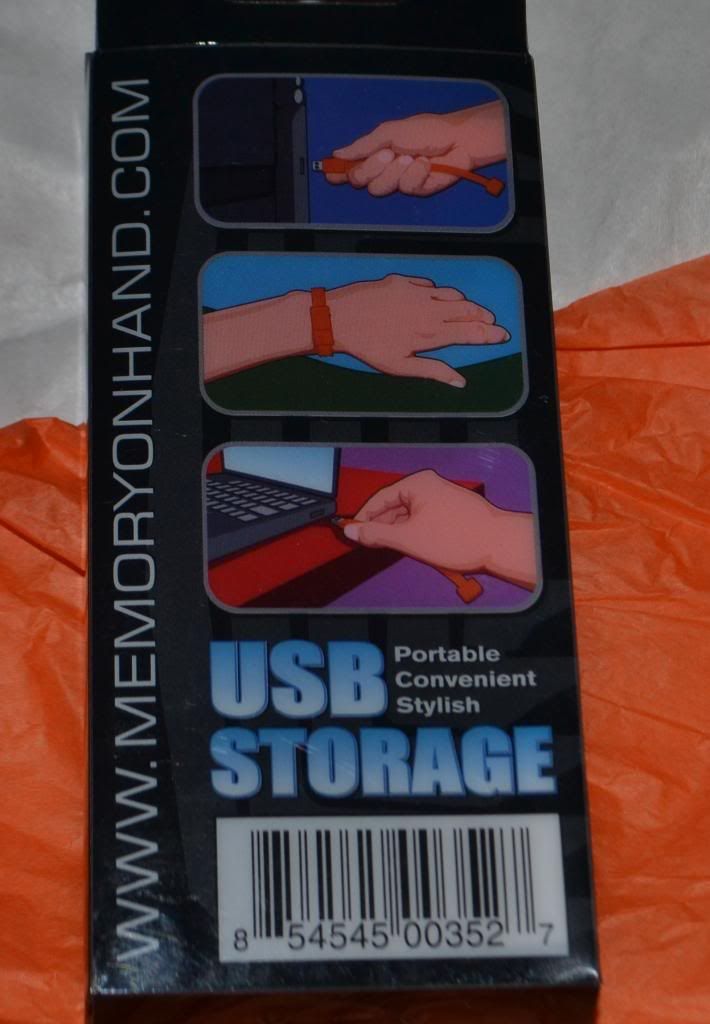 WWW.MEMORYONHAND.COM
USB
Portable
Convenient
Stylish
STORAGE
8 54545 00352 7